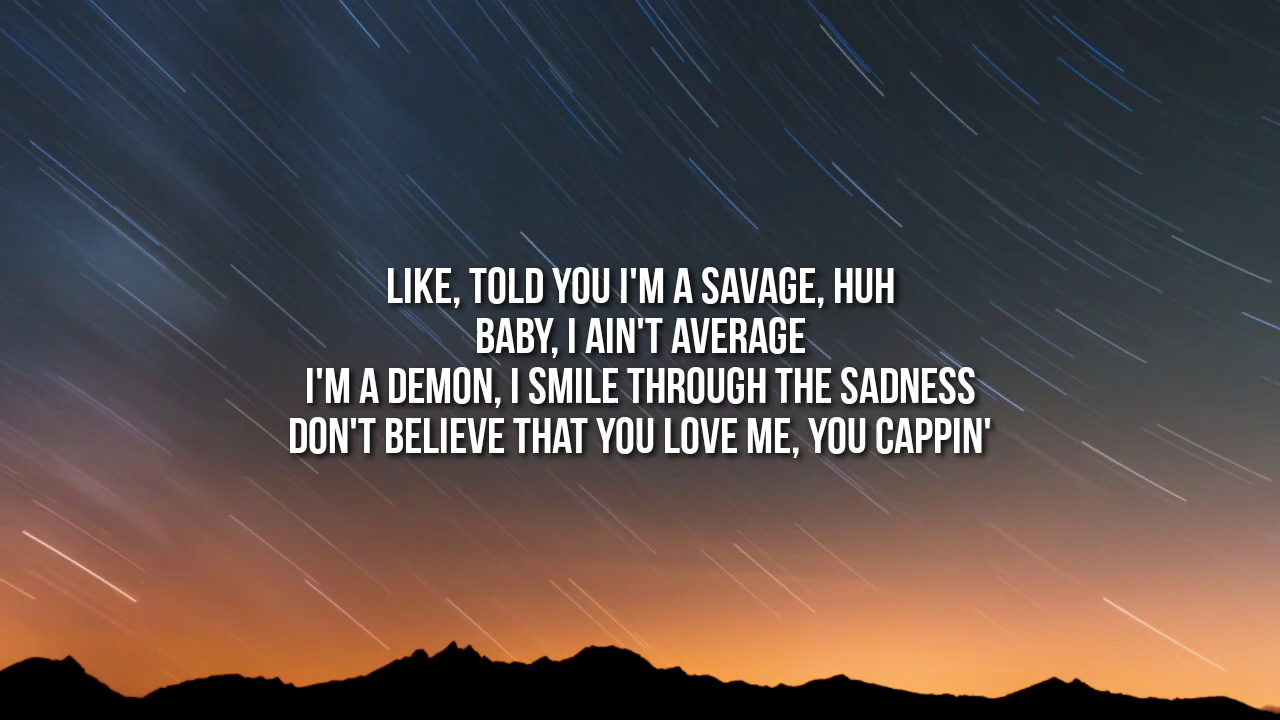 LIKE, TOLD YOU I'M A SAVAGE, HUH
BABY, I AIN'T AVERAGE
I'M A DEMON, I SMILE THROUGH THE SADNESS
DON'T BELIEVE THAT YOU LOVE ME, YOU CAPPIN'